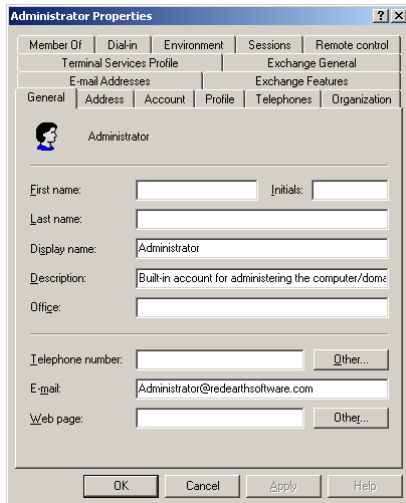 Administrator Properties
Member Of Dial-in Environment Sessions Remote control
Terminal Services Profile Exchange General
E-mail Addresses Exchange Features
General Address Account Profile Telephones Organization
Administrator
First name: Initials:
Last name:
Display name: Administrator
Description: Built-in account for administering the computer/doma
Office:
Telephone number: Other...
E-mail: Administrator@redearthsoftware.com
Web page: Other...
OK Cancel Apply Help